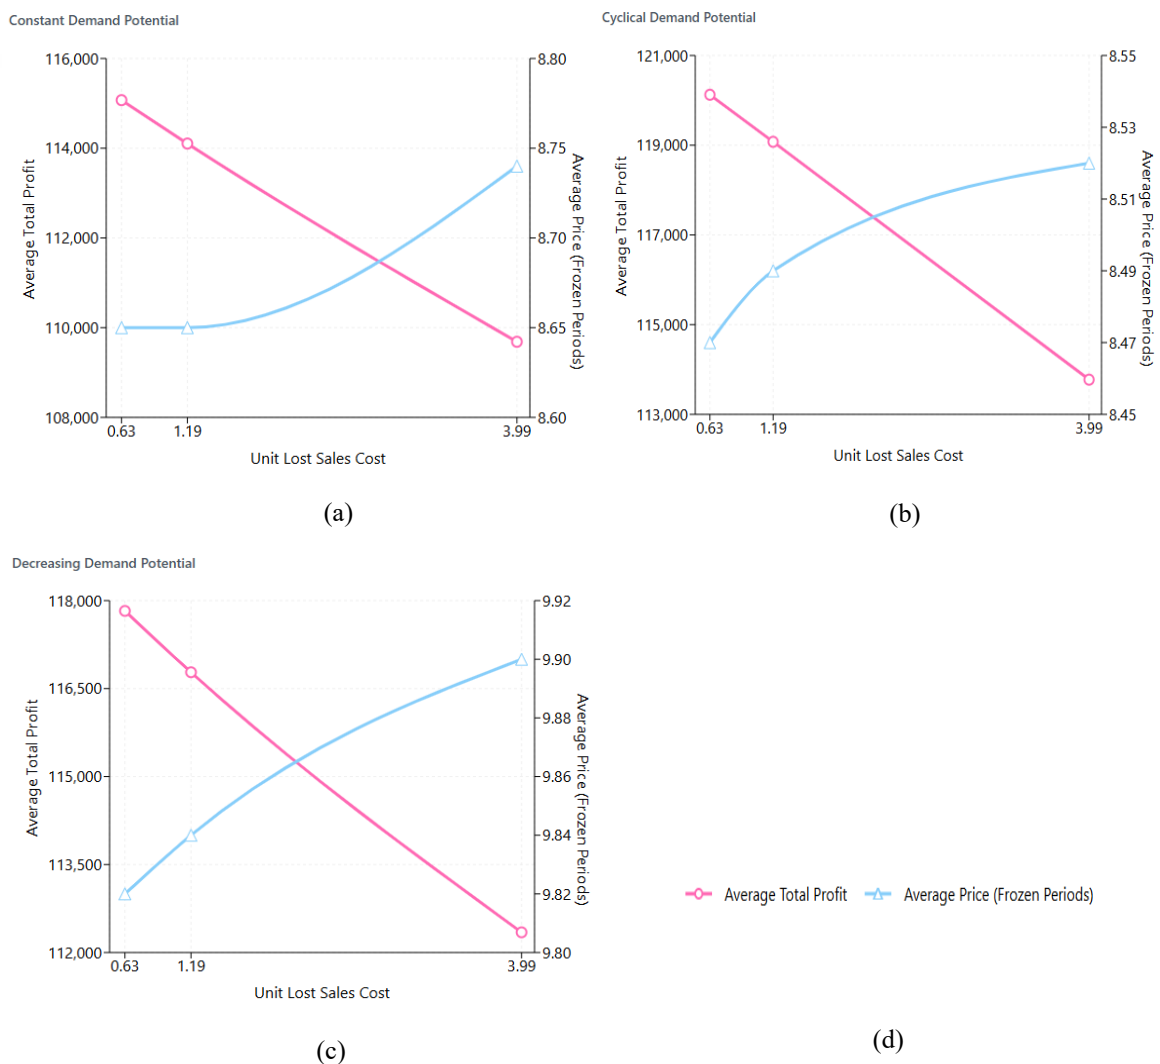 Constant Demand Potential
116,000
114,000
112,000
110,000
108,000
Average Total Profit
8.80
8.75
8.70
8.65
8.60
Average Price (Frozen Periods)
0.63 1.19 3.99
Unit Lost Sales Cost
(a)
Cyclical Demand Potential
121,000
119,000
117,000
115,000
113,000
Average Total Profit
8.55
8.53
8.51
8.49
8.47
8.45
Average Price (Frozen Periods)
0.63 1.19 3.99
Unit Lost Sales Cost
(b)
Decreasing Demand Potential
118,000
116,500
115,000
113,500
112,000
Average Total Profit
9.92
9.90
9.88
9.86
9.84
9.82
9.80
Average Price (Frozen Periods)
0.63 1.19 3.99
Unit Lost Sales Cost
(c)
Average Total Profit Average Price (Frozen Periods)
(d)